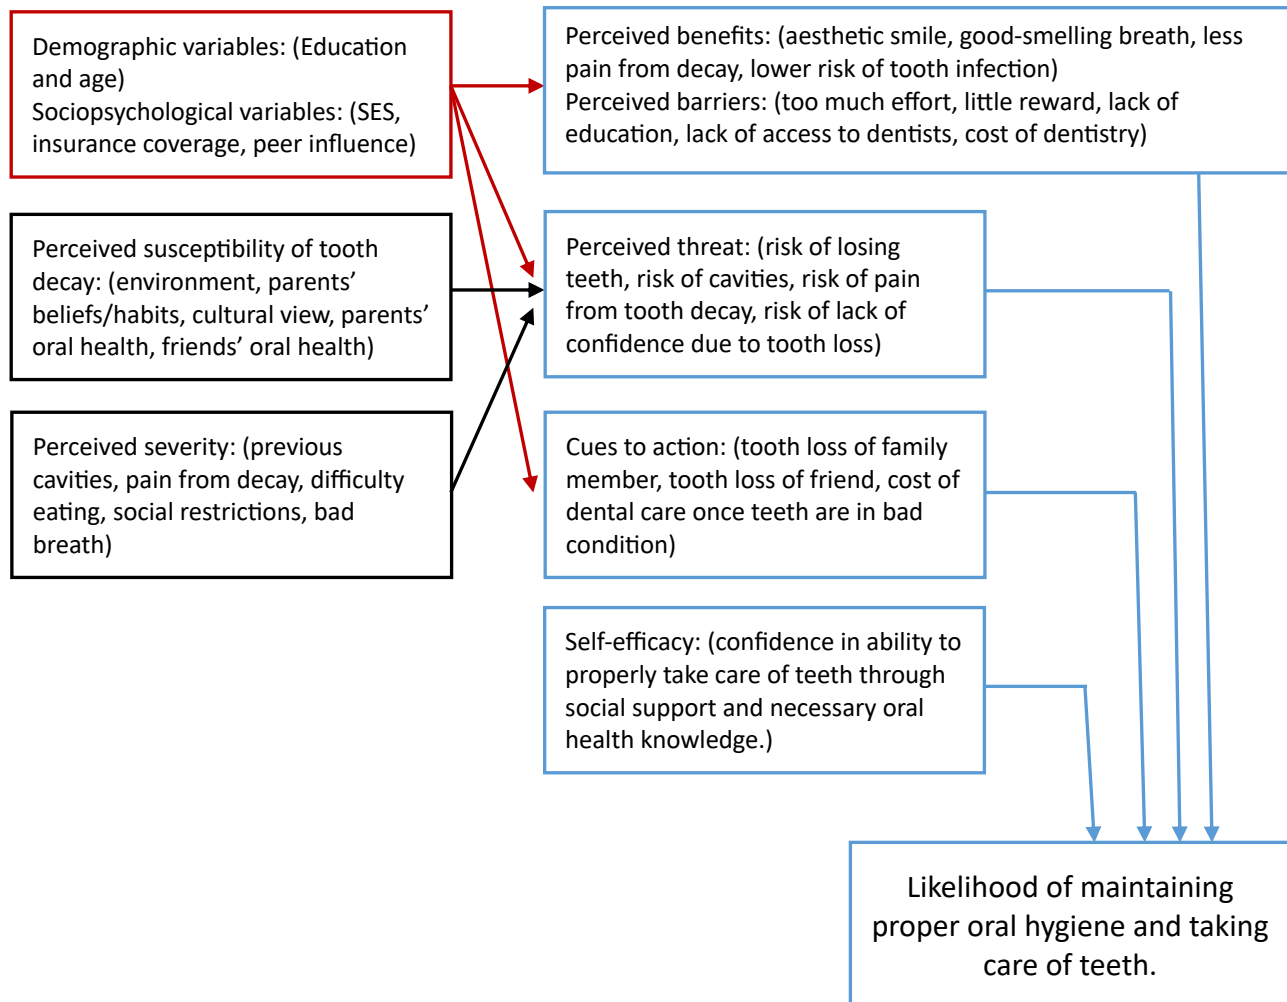 Demographic variables: (Education
and age)
Sociopsychological variables: (SES,
insurance coverage, peer influence)
Perceived benefits: (aesthetic smile, good-smelling breath, less
pain from decay, lower risk of tooth infection)
Perceived barriers: (too much effort, little reward, lack of
education, lack of access to dentists, cost of dentistry)
Perceived susceptibility of tooth
decay: (environment, parents’
beliefs/habits, cultural view, parents’
oral health, friends’ oral health)
Perceived threat: (risk of losing
teeth, risk of cavities, risk of pain
from tooth decay, risk of lack of
confidence due to tooth loss)
Perceived severity: (previous
cavities, pain from decay, difficulty
eating, social restrictions, bad
breath)
Cues to action: (tooth loss of family
member, tooth loss of friend, cost of
dental care once teeth are in bad
condition)
Self-efficacy: (confidence in ability to
properly take care of teeth through
social support and necessary oral
health knowledge.)
Likelihood of maintaining
proper oral hygiene and taking
care of teeth.